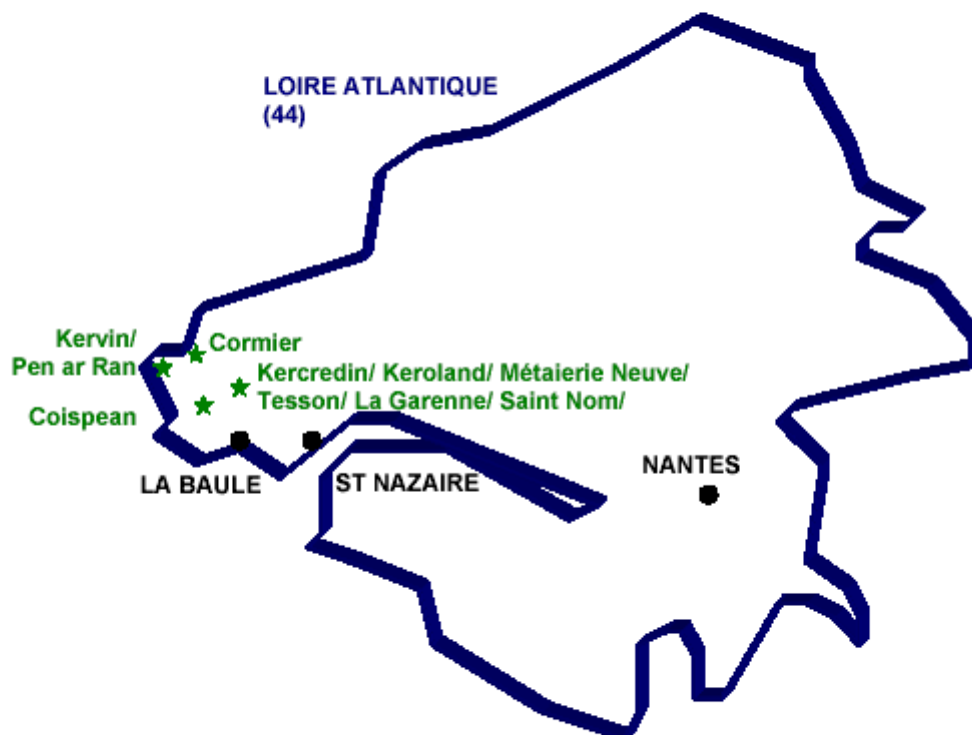 LOIRE ATLANTIQUE
(44)
Kervin/
Pen ar Ran
Cormier
Kercredin/ Keroland/ Métaierie Neuve/
Tesson/ La Garenne/ Saint Nom/
Coispean
LA BAULE
ST NAZAIRE
NANTES